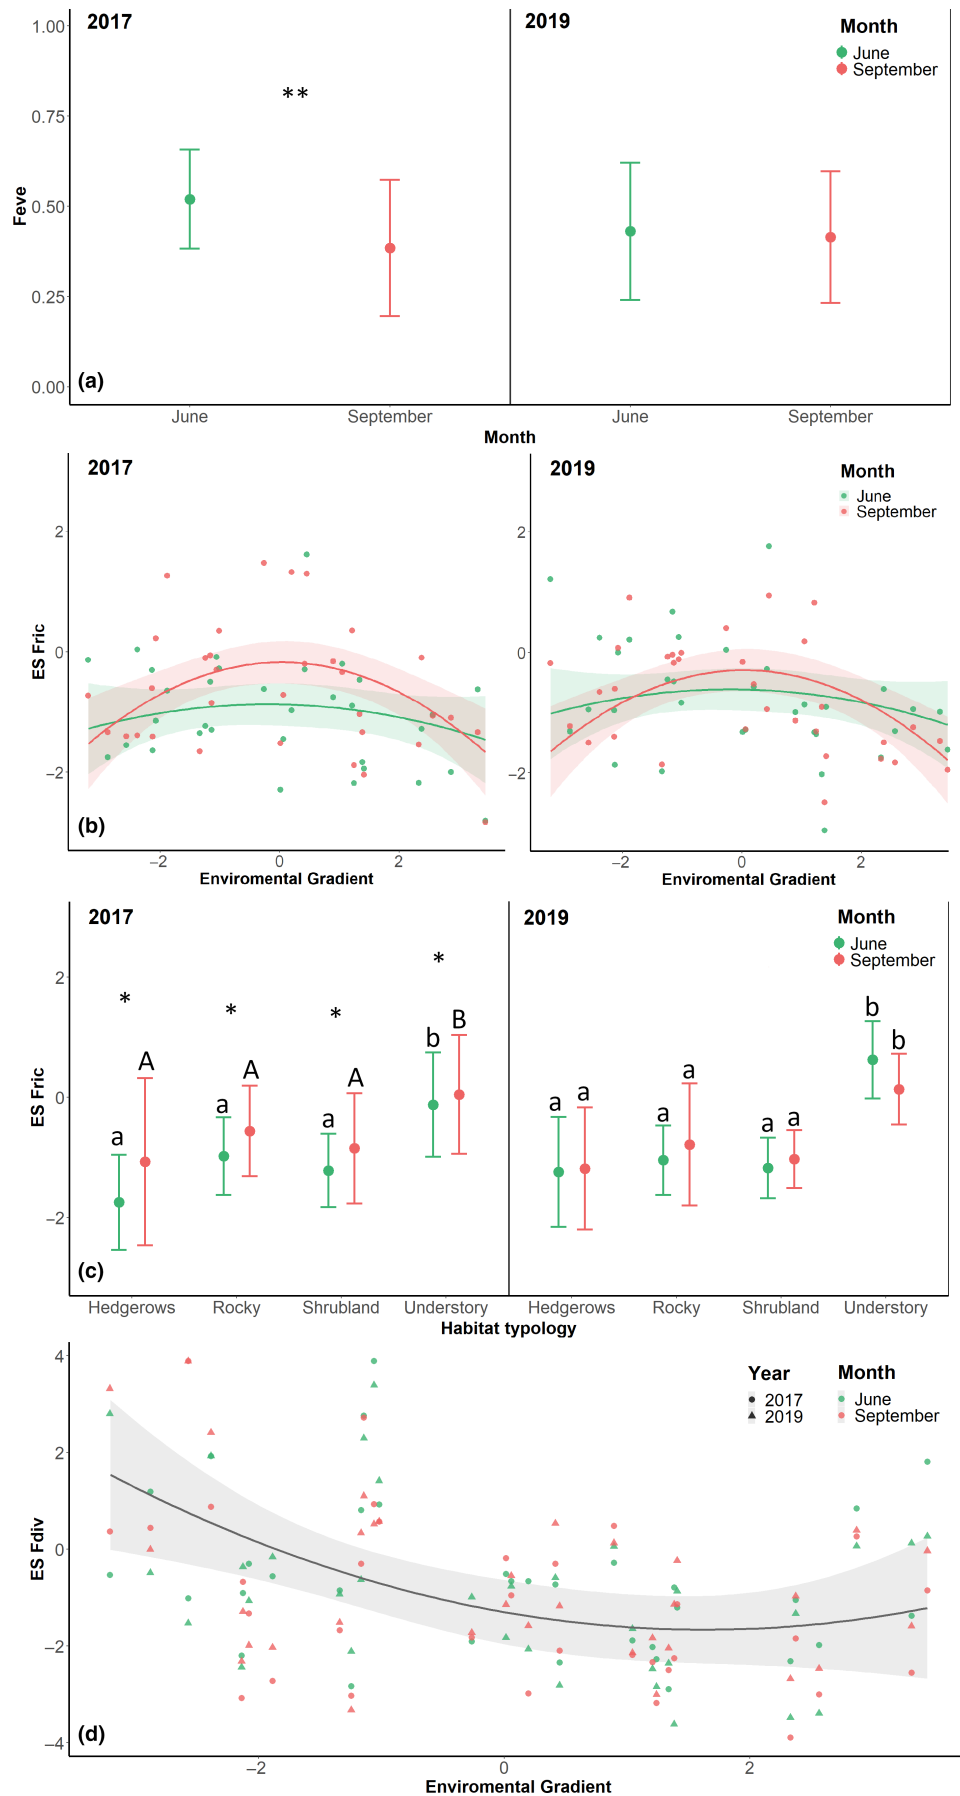 2017
2019
Month
June
September
**
1.00
0.75
0.50
0.25
0.00
Feve
(a)
June
September
June
September
Month
2017
2019
Month
June
September
2
0
−2
2
0
−2
ES Fric
(b)
−2
0
2
−2
0
2
Enviromental Gradient
Enviromental Gradient
2017
2019
Month
June
September
*
*
*
*
2
0
−2
ES Fric
a
A
a
A
a
A
b
B
a
a
a
a
a
a
b
b
(c)
Hedgerows
Rocky
Shrubland
Understory
Hedgerows
Rocky
Shrubland
Understory
Habitat typology
4
2
0
−2
−4
ES Fdiv
Year
2017
2019
Month
June
September
(d)
−2
0
2
Enviromental Gradient